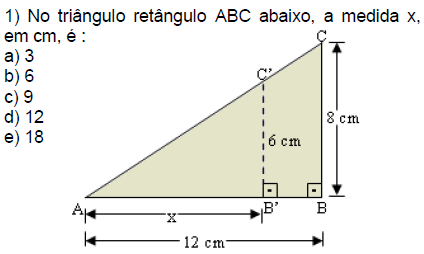 1) No triângulo retângulo ABC abaixo, a medida x,
em cm, é :
a) 3
b) 6
c) 9
d) 12
e) 18
C
C'
8 cm
6 cm
A
B'
B
x
12 cm